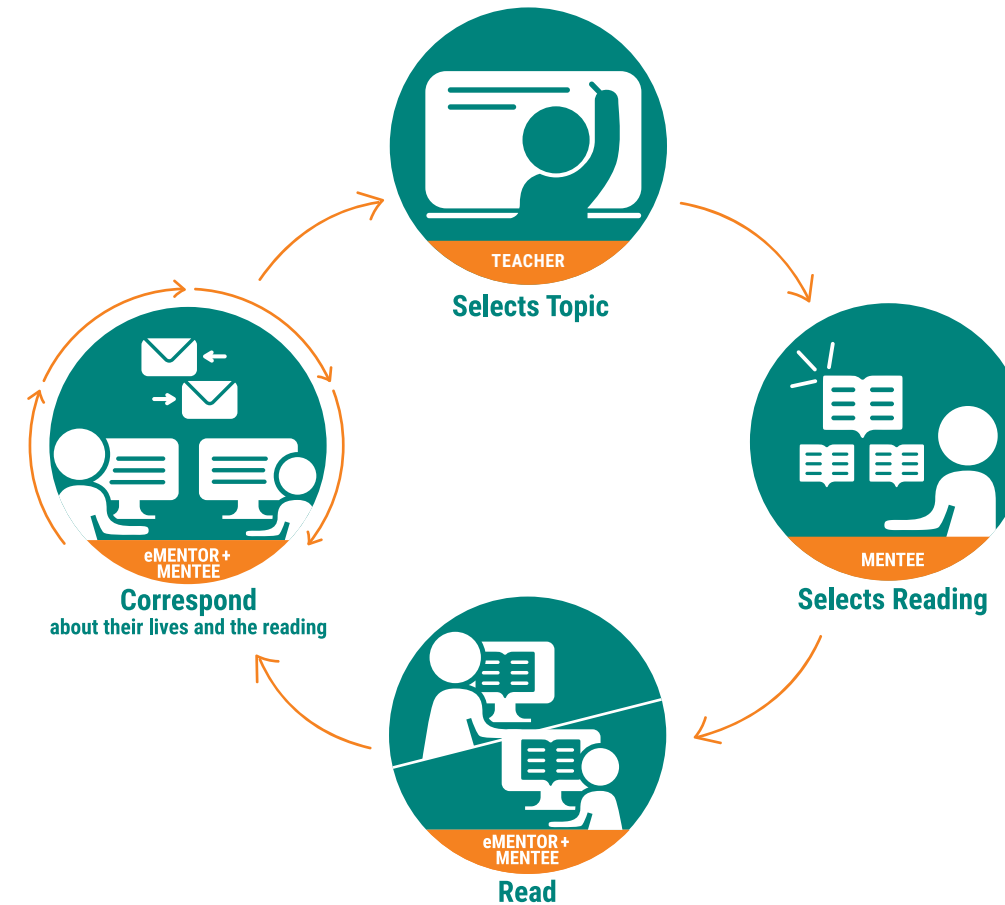 TEACHER
Selects Topic
MENTEE
Selects Reading
eMENTOR +
MENTEE
Read
eMENTOR +
MENTEE
Correspond
about their lives and the reading